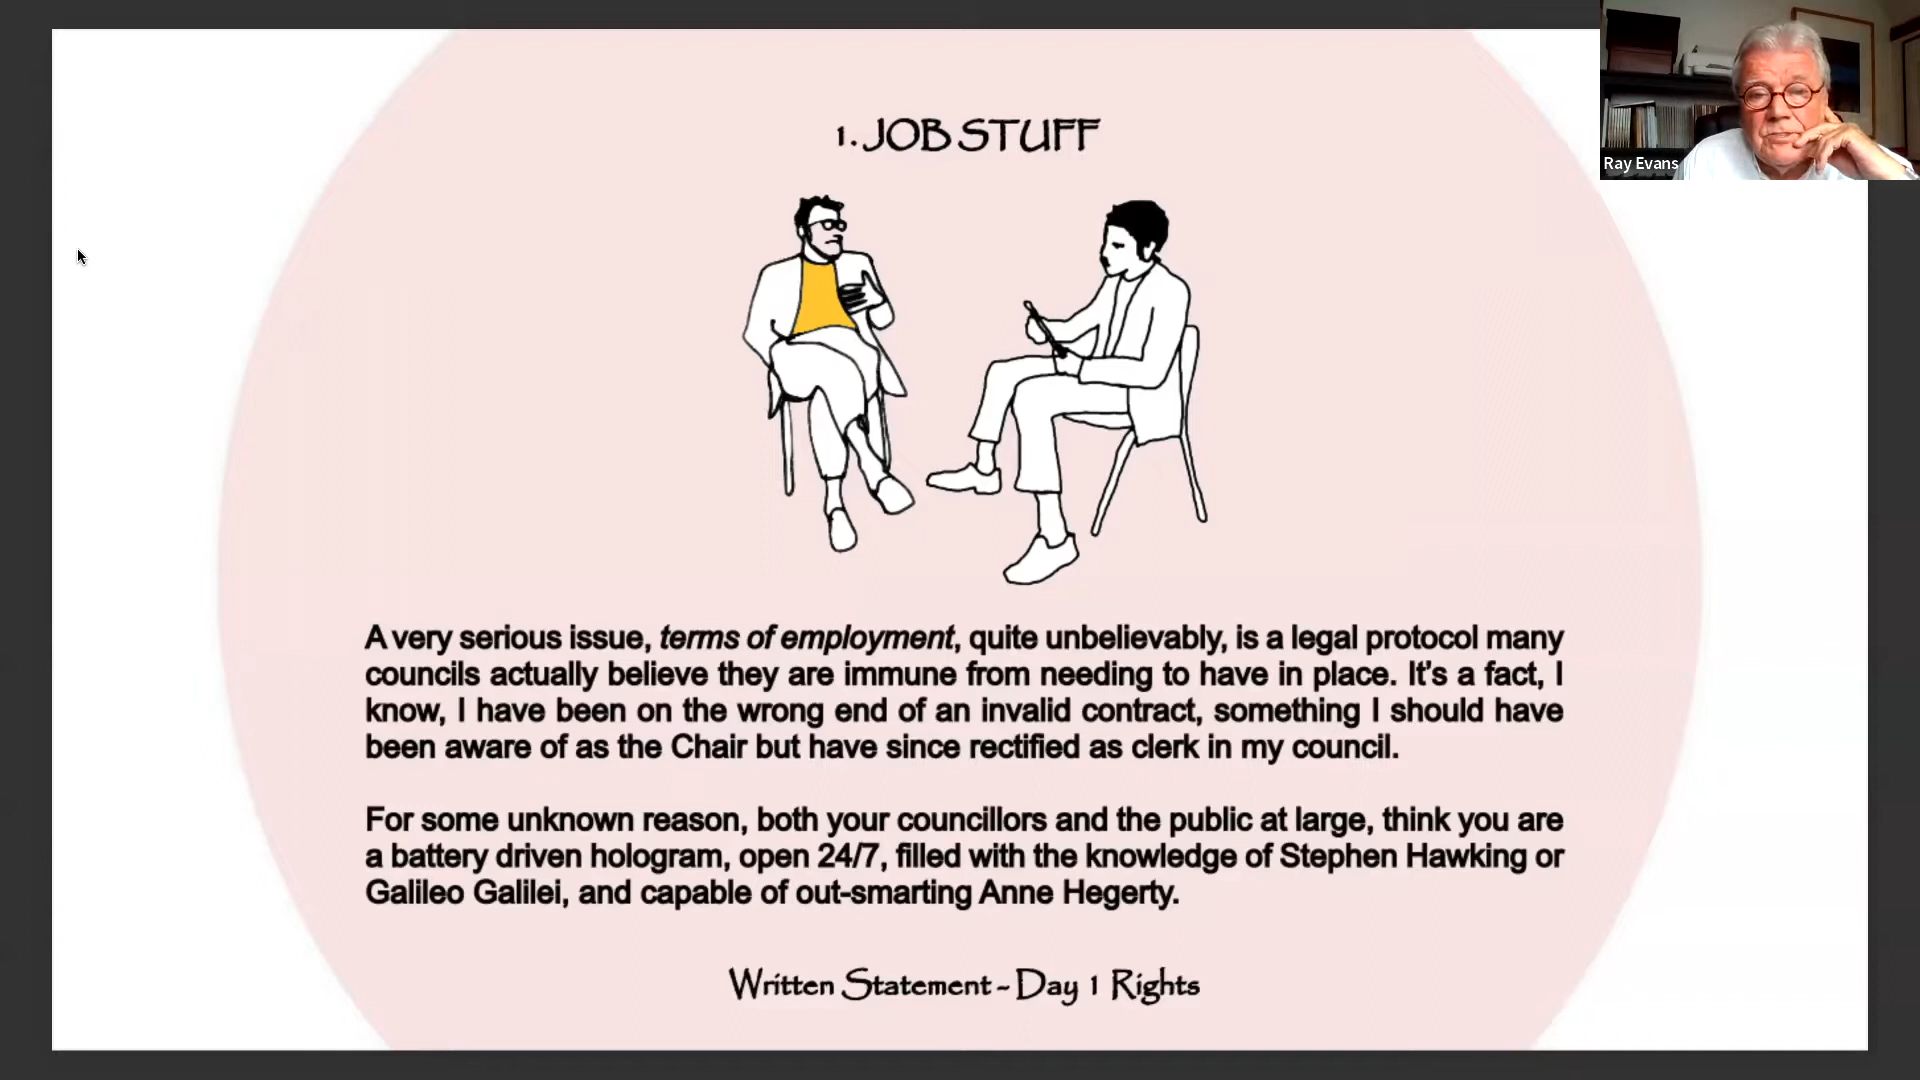 1. JOB STUFF
Ray Evans
A very serious issue, terms of employment, quite unbelievably, is a legal protocol many
councils actually believe they are immune from needing to have in place. It's a fact, I
know, I have been on the wrong end of an invalid contract, something I should have
been aware of as the Chair but have since rectified as clerk in my council.
For some unknown reason, both your councillors and the public at large, think you are
a battery driven hologram, open 24/7, filled with the knowledge of Stephen Hawking or
Galileo Galilei, and capable of out-smarting Anne Hegerty.
Written Statement - Day 1 Rights